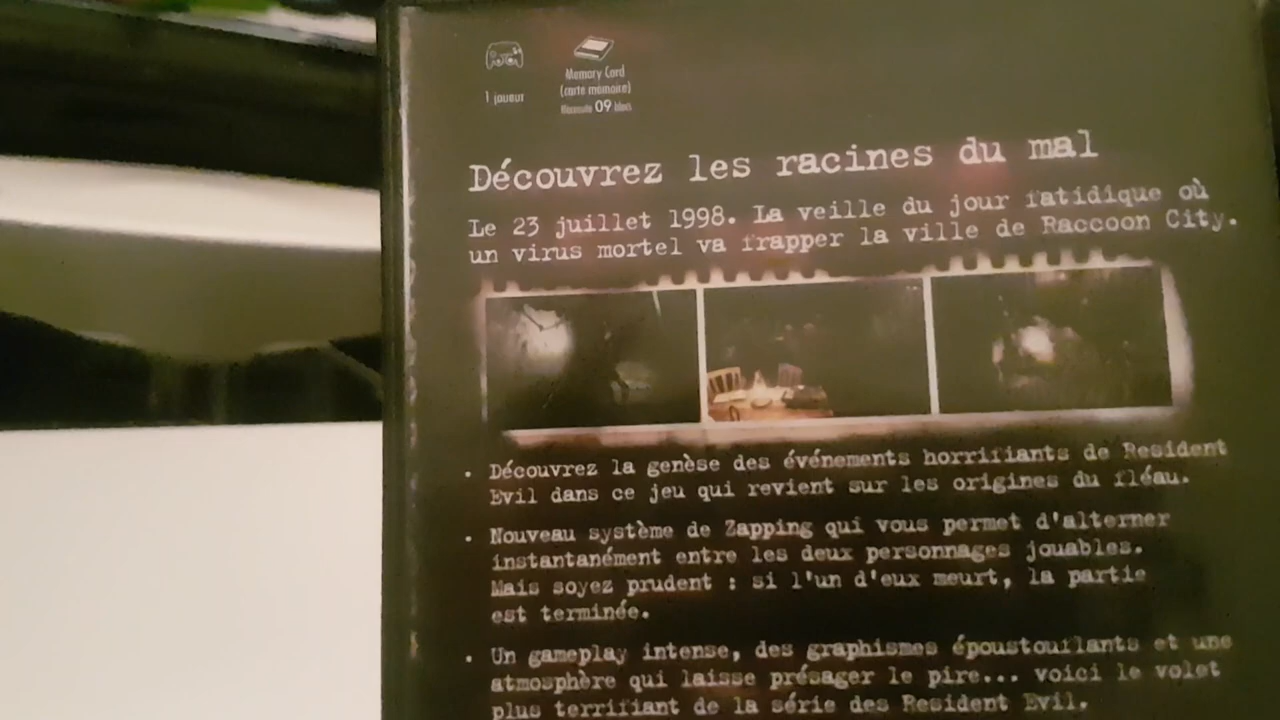 1 joueur
Memory Card
(carte mémoire)
Nécessite 09 blocs
Découvrez les racines du mal
Le 23 juillet 1998. La veille du jour fatidique où
un virus mortel va frapper la ville de Raccoon City.
• Découvrez la genèse des événements horrifiants de Resident
Evil dans ce jeu qui revient sur les origines du fléau.
• Nouveau système de Zapping qui vous permet d'alterner
instantanément entre les deux personnages jouables.
Mais soyez prudent : si l'un d'eux meurt, la partie
est terminée.
• Un gameplay intense, des graphismes époustouflants et une
atmosphère qui laisse présager le pire... voici le volet
plus terrifiant de la série des Resident Evil.